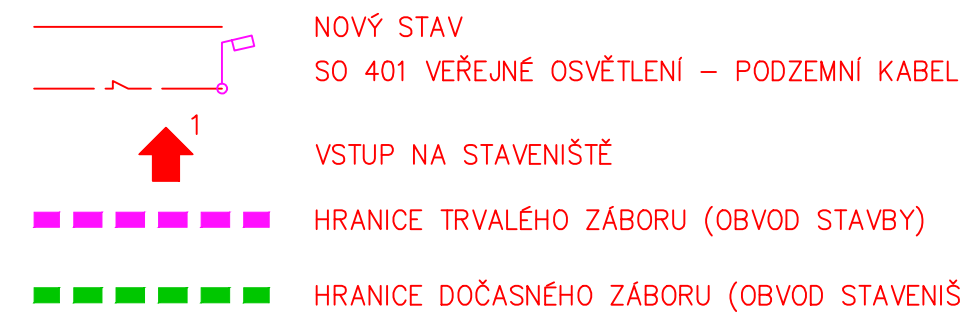 NOVÝ STAV
SO 401 VEŘEJNÉ OSVĚTLENÍ – PODZEMNÍ KABEL
1
VSTUP NA STAVENIŠTĚ
HRANICE TRVALÉHO ZÁBORU (OBVOD STAVBY)
HRANICE DOČASNÉHO ZÁBORU (OBVOD